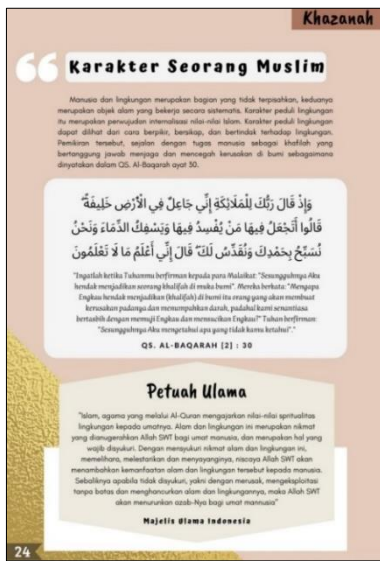 Khazanah
Karakter Seorang Muslim
Manusia dan lingkungan merupakan bagian yang tidak terpisahkan, keduanya
merupakan objek alam yang bekerja secara sistematis. Karakter peduli lingkungan
itu merupakan perwujudan internalisasi nilai-nilai Islam. Karakter peduli lingkungan
dapat dilihat dari cara berpikir, bersikap, dan bertindak terhadap lingkungan.
Pemikiran tersebut, sejalan dengan tugas manusia sebagai khalifah yang
bertanggung jawab menjaga dan mencegah kerusakan di bumi sebagaimana
dinyatakan dalam QS. Al-Baqarah ayat 30.
وَإِذْ قَالَ رَبُّكَ لِلْمَلَائِكَةِ إِنِّي جَاعِلٌ فِي الْأَرْضِ خَلِيفَةً ۖ
قَالُوا أَتَجْعَلُ فِيهَا مَنْ يُفْسِدُ فِيهَا وَيَسْفِكُ الدِّمَاءَ وَنَحْنُ
نُسَبِّحُ بِحَمْدِكَ وَنُقَدِّسُ لَكَ ۖ قَالَ إِنِّي أَعْلَمُ مَا لَا تَعْلَمُونَ
"Ingatlah ketika Tuhanmu berfirman kepada para Malaikat: "Sesungguhnya Aku
hendak menjadikan seorang khalifah di muka bumi". Mereka berkata: "Mengapa
Engkau hendak menjadikan (khalifah) di bumi itu orang yang akan membuat
kerusakan padanya dan menumpahkan darah, padahal kami senantiasa
bertasbih dengan memuji Engkau dan mensucikan Engkau?" Tuhan berfirman:
"Sesungguhnya Aku mengetahui apa yang tidak kamu ketahui"."
QS. AL-BAQARAH [2] : 30
Petuah Ulama
"Islam, agama yang melalui Al-Quran mengajarkan nilai-nilai spritualitas
lingkungan kepada umatnya. Alam dan lingkungan ini merupakan nikmat
yang dianugerahkan Allah SWT bagi umat manusia, dan merupakan hal yang
wajib disyukuri. Dengan mensyukuri nikmat alam dan lingkungan ini,
memelihara, melestarikan dan menyayanginya, niscaya Allah SWT akan
menambahkan kemanfaatan alam dan lingkungan tersebut kepada manusia.
Sebaliknya apabila tidak disyukuri, yakni dengan merusak, mengeksploitasi
tanpa batas dan menghancurkan alam dan lingkungannya, maka Allah SWT
akan menurunkan azab-Nya bagi umat mannusia"
Majelis Ulama Indonesia
24